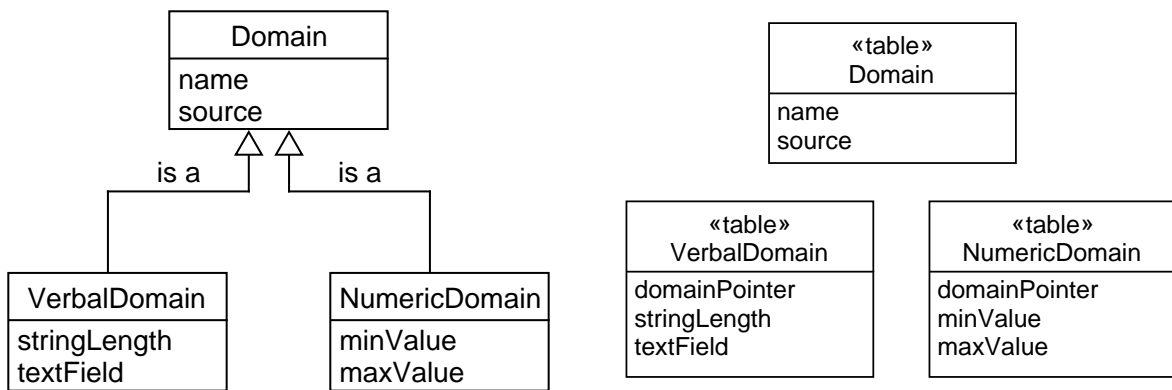 Domain
name
source
is a
is a
VerbalDomain
stringLength
textField
NumericDomain
minValue
maxValue
«table»
Domain
name
source
«table»
VerbalDomain
domainPointer
stringLength
textField
«table»
NumericDomain
domainPointer
minValue
maxValue